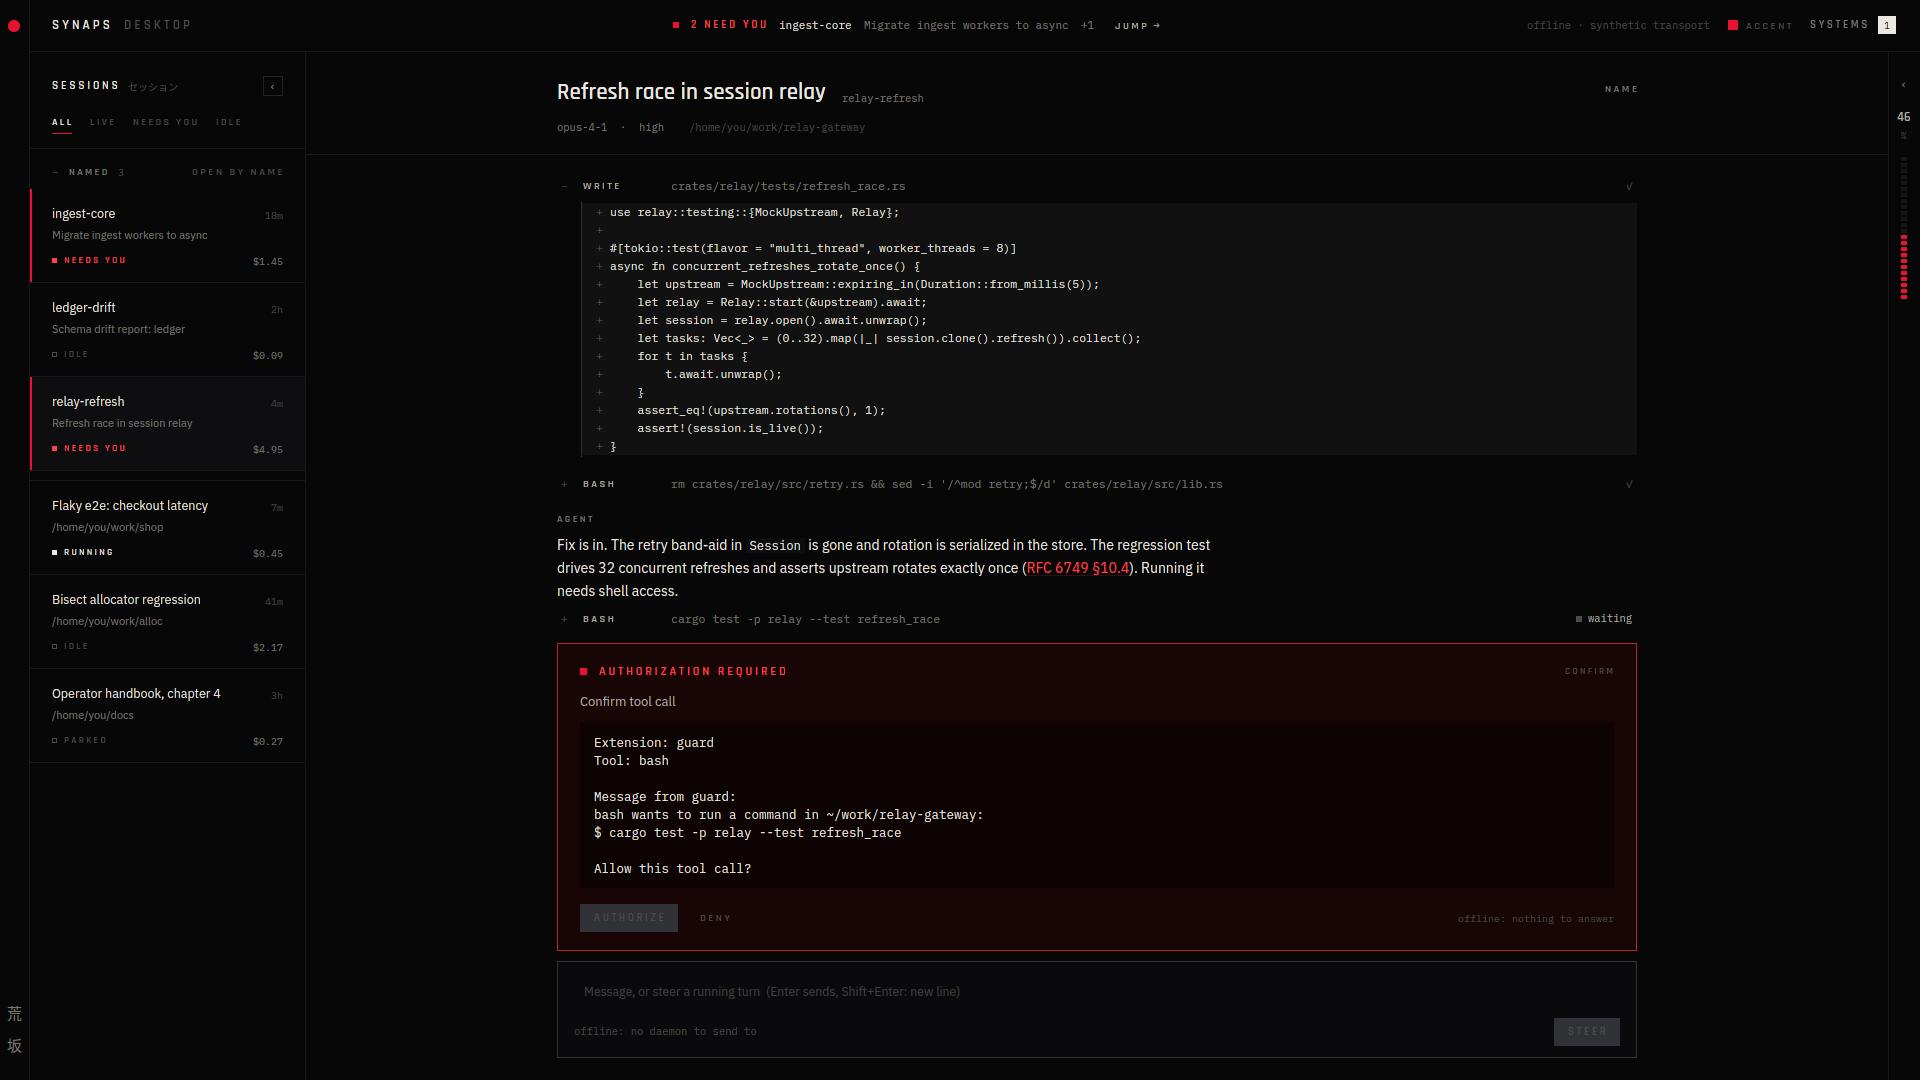 SYNAPS DESKTOP
2 NEED YOU ingest-core Migrate ingest workers to async +1 JUMP →
offline · synthetic transport ACCENT SYSTEMS 1
SESSIONS セッション ‹
ALL LIVE NEEDS YOU IDLE
— NAMED 3 OPEN BY NAME
ingest-core 18m
Migrate ingest workers to async
NEEDS YOU $1.45
ledger-drift 2h
Schema drift report: ledger
IDLE $0.09
relay-refresh 4m
Refresh race in session relay
NEEDS YOU $4.95
Flaky e2e: checkout latency 7m
/home/you/work/shop
RUNNING $0.45
Bisect allocator regression 41m
/home/you/work/alloc
IDLE $2.17
Operator handbook, chapter 4 3h
/home/you/docs
PARKED $0.27
荒
坂
Refresh race in session relay relay-refresh NAME
opus-4-1 · high /home/you/work/relay-gateway
— WRITE crates/relay/tests/refresh_race.rs √
+ use relay::testing::{MockUpstream, Relay};
+
+ #[tokio::test(flavor = "multi_thread", worker_threads = 8)]
+ async fn concurrent_refreshes_rotate_once() {
+     let upstream = MockUpstream::expiring_in(Duration::from_millis(5));
+     let relay = Relay::start(&upstream).await;
+     let session = relay.open().await.unwrap();
+     let tasks: Vec<_> = (0..32).map(|_| session.clone().refresh()).collect();
+     for t in tasks {
+         t.await.unwrap();
+     }
+     assert_eq!(upstream.rotations(), 1);
+     assert!(session.is_live());
+ }
+ BASH rm crates/relay/src/retry.rs && sed -i '/^mod retry;$/d' crates/relay/src/lib.rs √
AGENT
Fix is in. The retry band-aid in Session is gone and rotation is serialized in the store. The regression test
drives 32 concurrent refreshes and asserts upstream rotates exactly once (RFC 6749 §10.4). Running it
needs shell access.
+ BASH cargo test -p relay --test refresh_race waiting
AUTHORIZATION REQUIRED CONFIRM
Confirm tool call
Extension: guard
Tool: bash
Message from guard:
bash wants to run a command in ~/work/relay-gateway:
$ cargo test -p relay --test refresh_race
Allow this tool call?
AUTHORIZE DENY offline: nothing to answer
Message, or steer a running turn (Enter sends, Shift+Enter: new line)
offline: no daemon to send to STEER
‹
46
%